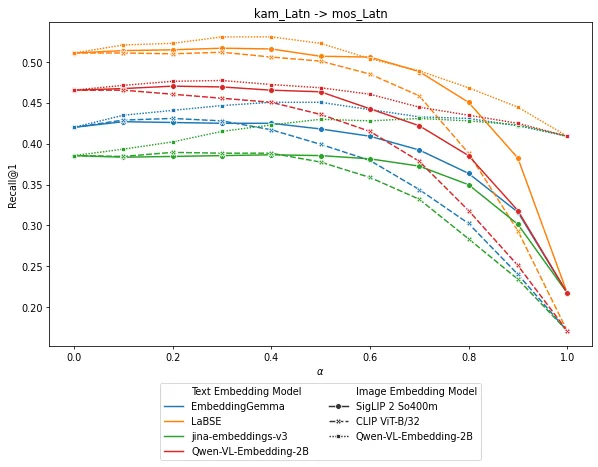 kam_Latn -> mos_Latn
Recall@1
0.50
0.45
0.40
0.35
0.30
0.25
0.20
0.0 0.2 0.4 0.6 0.8 1.0
α
Text Embedding Model Image Embedding Model
EmbeddingGemma SigLIP 2 So400m
LaBSE CLIP ViT-B/32
jina-embeddings-v3 Qwen-VL-Embedding-2B
Qwen-VL-Embedding-2B